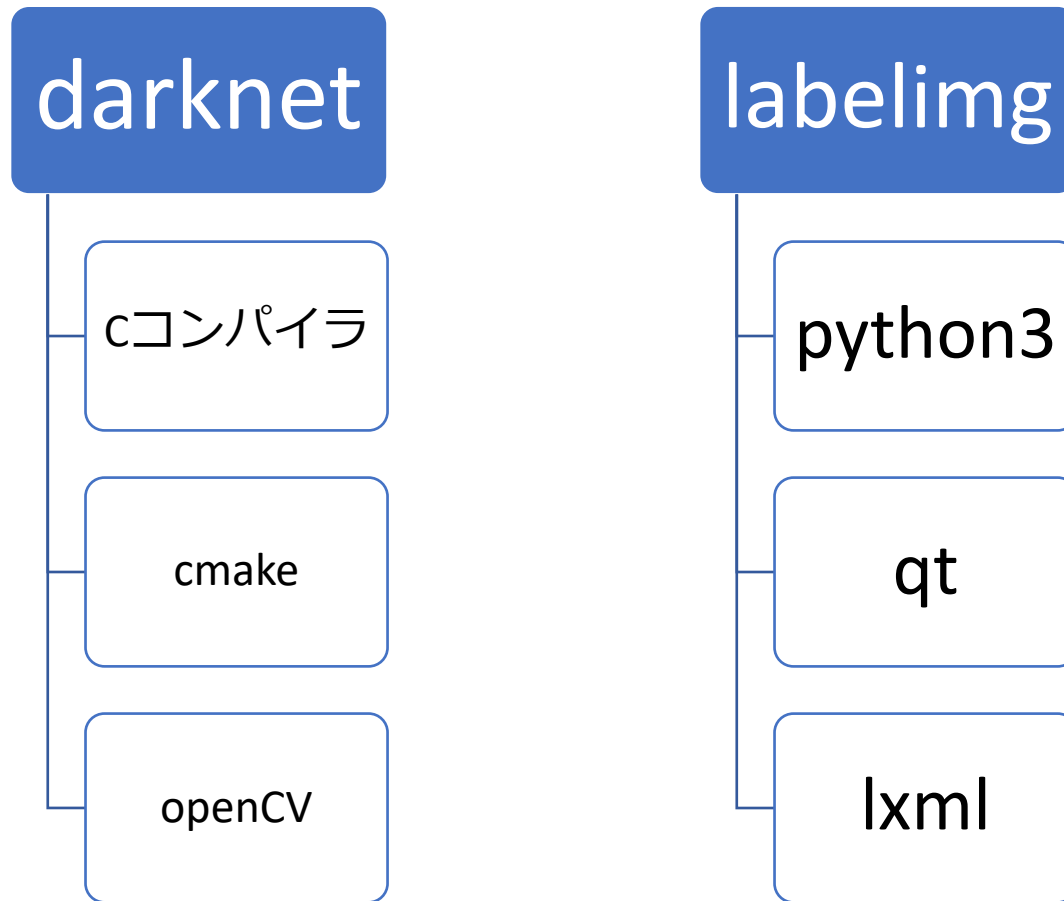 darknet
cコンパイラ
cmake
openCV
labelimg
python3
qt
lxml